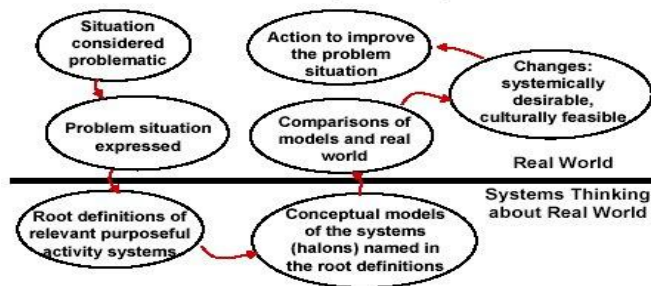 Situation
considered
problematic
Problem situation
expressed
Root definitions of
relevant purposeful
activity systems
Conceptual models
of the systems
(halons) named in
the root definitions
Comparisons of
models and real
world
Changes:
systemically
desirable,
culturally feasible
Action to improve
the problem
situation
Real World
Systems Thinking
about Real World